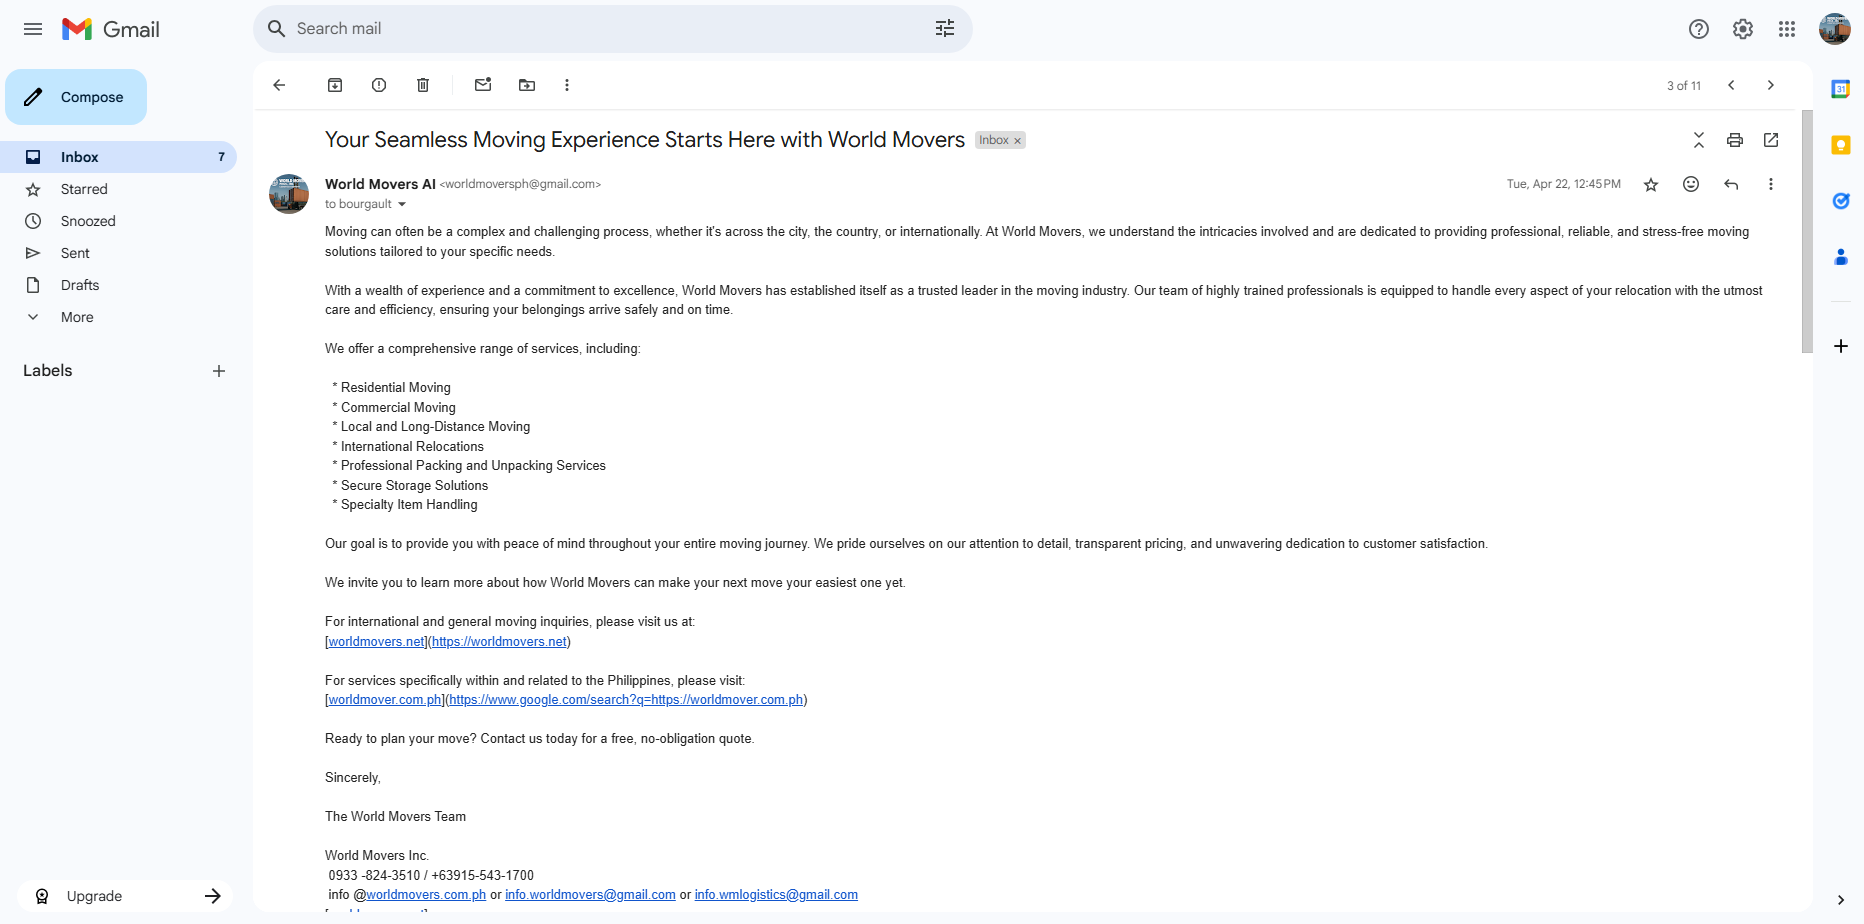 Gmail
Search mail
Compose
3 of 11
Inbox 7
Starred
Snoozed
Sent
Drafts
More
Labels
Upgrade
Your Seamless Moving Experience Starts Here with World Movers Inbox ×
World Movers AI <worldmoversph@gmail.com>
Tue, Apr 22, 12:45 PM
to bourgault
Moving can often be a complex and challenging process, whether it's across the city, the country, or internationally. At World Movers, we understand the intricacies involved and are dedicated to providing professional, reliable, and stress-free moving
solutions tailored to your specific needs.
With a wealth of experience and a commitment to excellence, World Movers has established itself as a trusted leader in the moving industry. Our team of highly trained professionals is equipped to handle every aspect of your relocation with the utmost
care and efficiency, ensuring your belongings arrive safely and on time.
We offer a comprehensive range of services, including:
* Residential Moving
* Commercial Moving
* Local and Long-Distance Moving
* International Relocations
* Professional Packing and Unpacking Services
* Secure Storage Solutions
* Specialty Item Handling
Our goal is to provide you with peace of mind throughout your entire moving journey. We pride ourselves on our attention to detail, transparent pricing, and unwavering dedication to customer satisfaction.
We invite you to learn more about how World Movers can make your next move your easiest one yet.
For international and general moving inquiries, please visit us at:
[worldmovers.net](https://worldmovers.net)
For services specifically within and related to the Philippines, please visit:
[worldmover.com.ph](https://www.google.com/search?q=https://worldmover.com.ph)
Ready to plan your move? Contact us today for a free, no-obligation quote.
Sincerely,
The World Movers Team
World Movers Inc.
0933 -824-3510 / +63915-543-1700
info @worldmovers.com.ph or info.worldmovers@gmail.com or info.wmlogistics@gmail.com
31